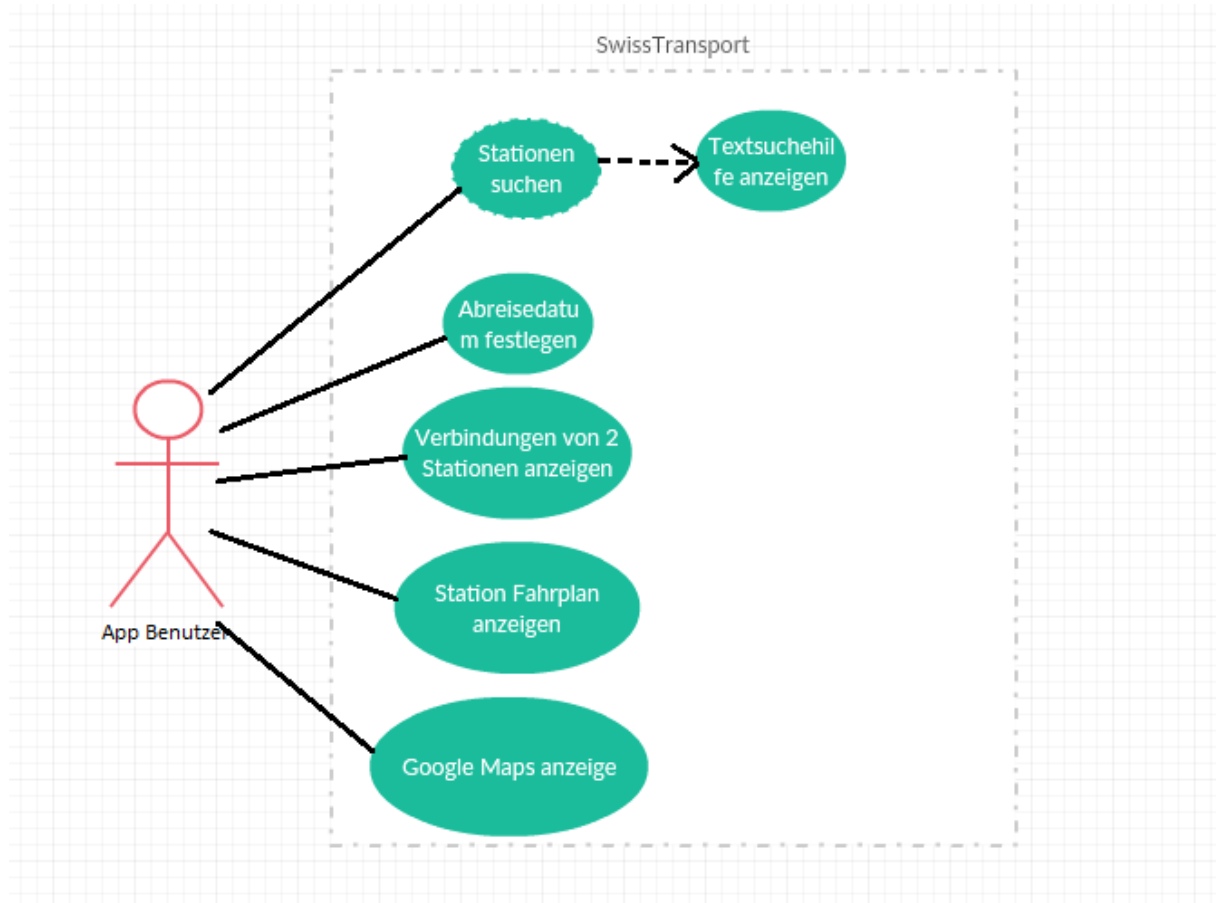 SwissTransport
Stationen
suchen
Textsuchehil
fe anzeigen
Abreisedatu
m festlegen
Verbindungen von 2
Stationen anzeigen
Station Fahrplan
anzeigen
App Benutzer
Google Maps anzeige